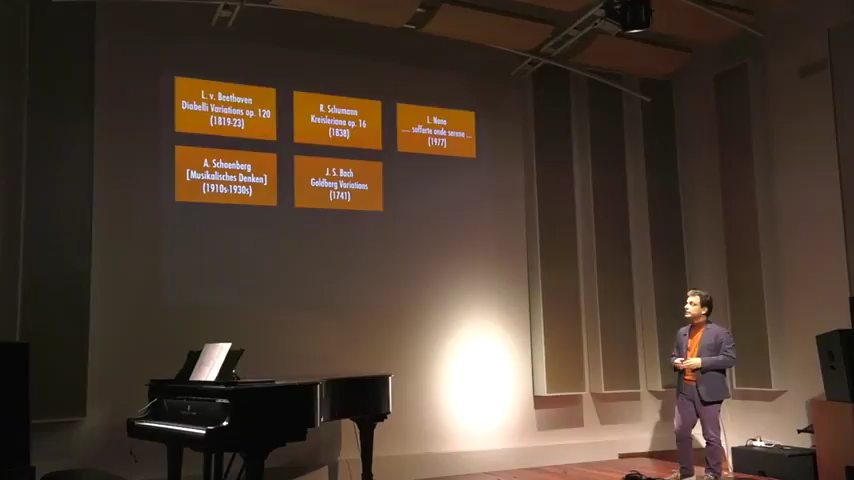 L. v. Beethoven
Diabelli Variations op. 120
(1819-23)
R. Schumann
Kreisleriana op. 16
(1838)
L. Nono
.... sofferte onde serene ...
(1977)
A. Schoenberg
[Musikalisches Denken]
(1910s-1930s)
J. S. Bach
Goldberg Variations
(1741)